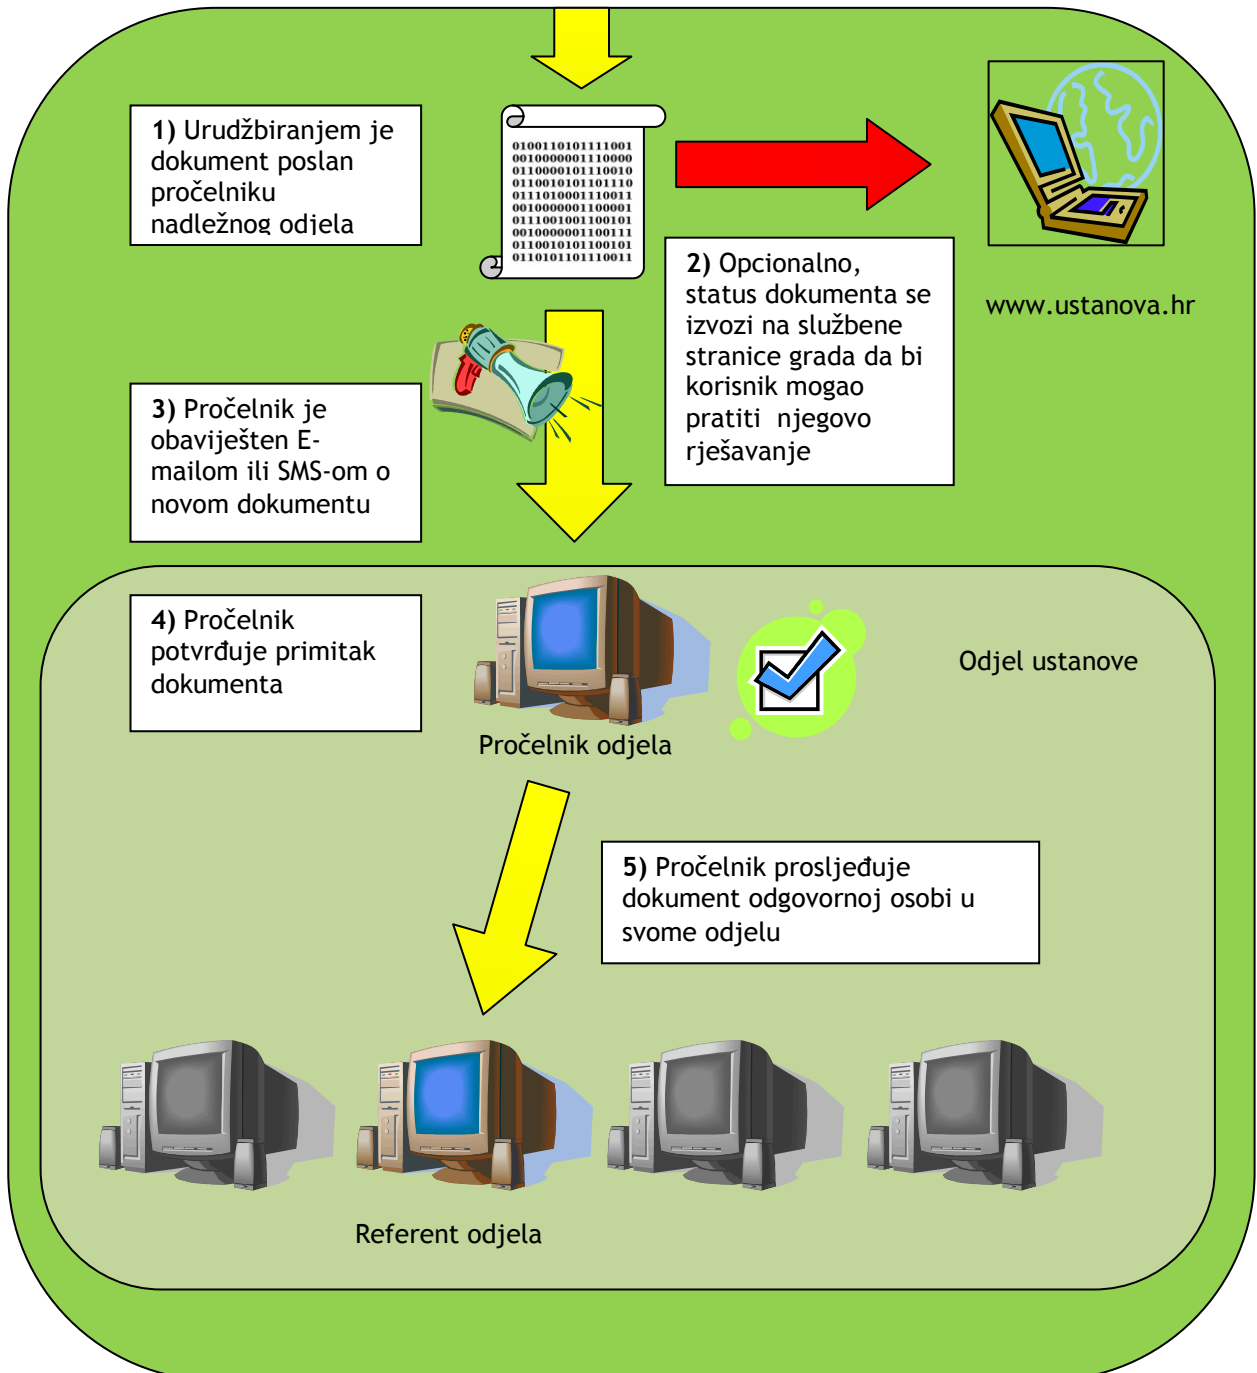 1) Urudžbiranjem je
dokument poslan
pročelniku
nadležnog odjela
0100110101111001
0010000001110000
0110000101110010
0110010101101110
0111010001110011
0010000001100001
0111001001100101
0010000001100111
0110010101100101
0110101101110011
2) Opcionalno,
status dokumenta se
izvozi na službene
stranice grada da bi
korisnik mogao
pratiti njegovo
rješavanje
www.ustanova.hr
3) Pročelnik je
obaviješten E-
mailom ili SMS-om o
novom dokumentu
4) Pročelnik
potvrđuje primitak
dokumenta
Odjel ustanove
Pročelnik odjela
5) Pročelnik prosljeđuje
dokument odgovornoj osobi u
svome odjelu
Referent odjela